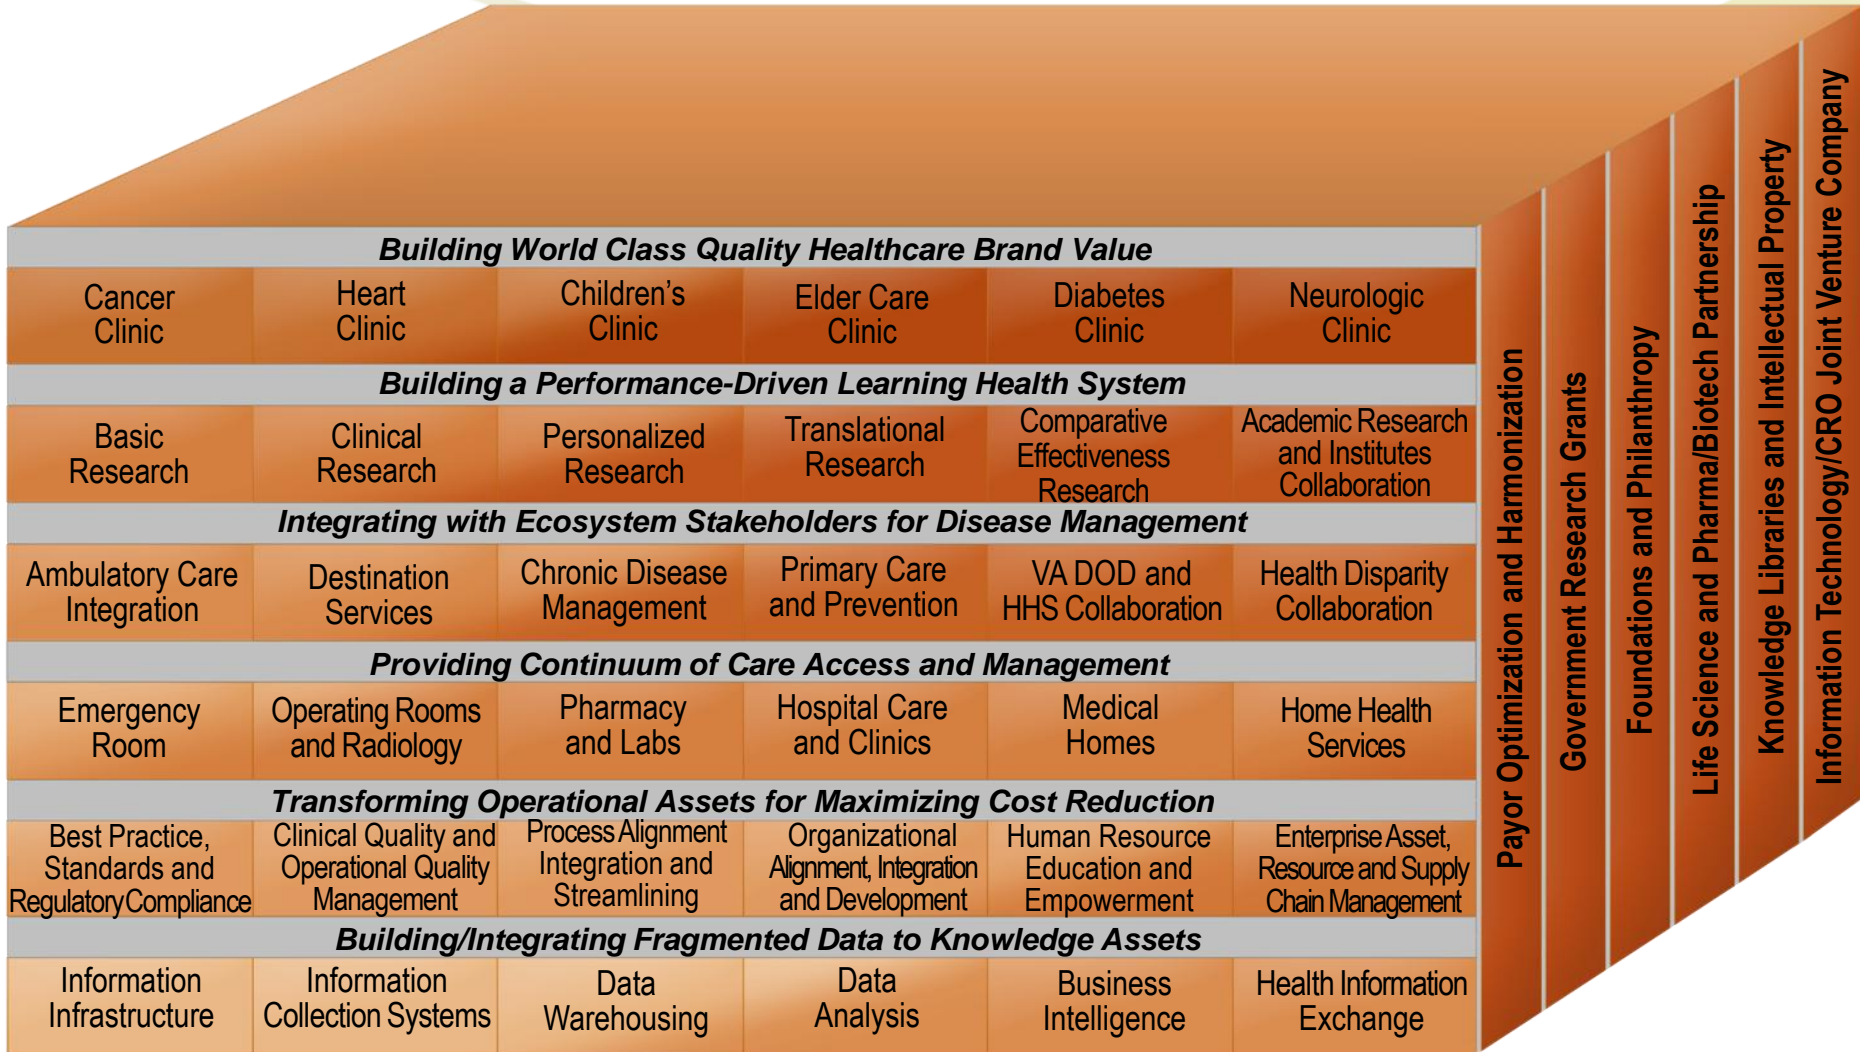 Building World Class Quality Healthcare Brand Value
Cancer
Clinic
Heart
Clinic
Children's
Clinic
Elder Care
Clinic
Diabetes
Clinic
Neurologic
Clinic
Building a Performance-Driven Learning Health System
Basic
Research
Clinical
Research
Personalized
Research
Translational
Research
Comparative
Effectiveness
Research
Academic Research
and Institutes
Collaboration
Integrating with Ecosystem Stakeholders for Disease Management
Ambulatory Care
Integration
Destination
Services
Chronic Disease
Management
Primary Care
and Prevention
VA DOD and
HHS Collaboration
Health Disparity
Collaboration
Providing Continuum of Care Access and Management
Emergency
Room
Operating Rooms
and Radiology
Pharmacy
and Labs
Hospital Care
and Clinics
Medical
Homes
Home Health
Services
Transforming Operational Assets for Maximizing Cost Reduction
Best Practice,
Standards and
Regulatory Compliance
Clinical Quality and
Operational Quality
Management
Process Alignment
Integration and
Streamlining
Organizational
Alignment, Integration
and Development
Human Resource
Education and
Empowerment
Enterprise Asset,
Resource and Supply
Chain Management
Building/Integrating Fragmented Data to Knowledge Assets
Information
Infrastructure
Information
Collection Systems
Data
Warehousing
Data
Analysis
Business
Intelligence
Health Information
Exchange
Payor Optimization and Harmonization
Government Research Grants
Foundations and Philanthropy
Life Science and Pharma/Biotech Partnership
Knowledge Libraries and Intellectual Property
Information Technology/CRO Joint Venture Company